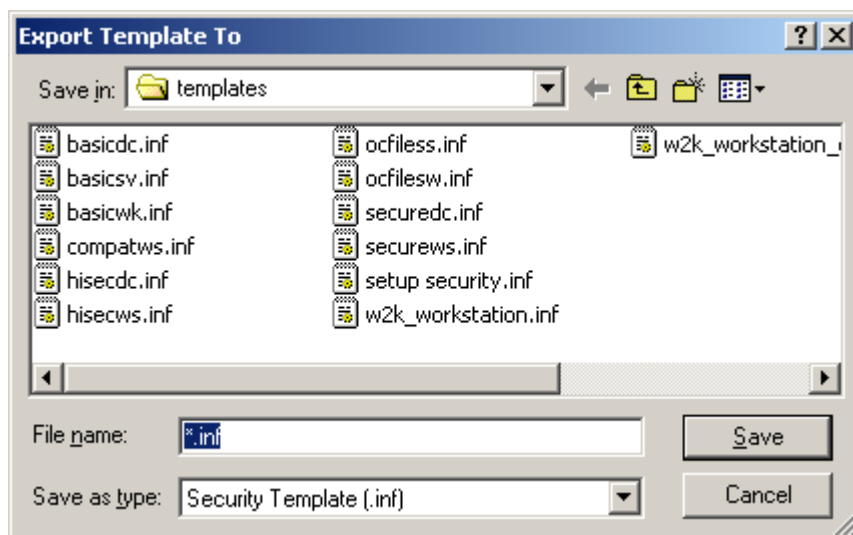 Export Template To
Save in: templates
basicdc.inf
basicsv.inf
basicwk.inf
compatws.inf
hisecdc.inf
hisecws.inf
ocfiless.inf
ocfilesw.inf
securedc.inf
securews.inf
setup security.inf
w2k_workstation.inf
w2k_workstation_
File name: *.inf
Save
Save as type: Security Template (.inf)
Cancel